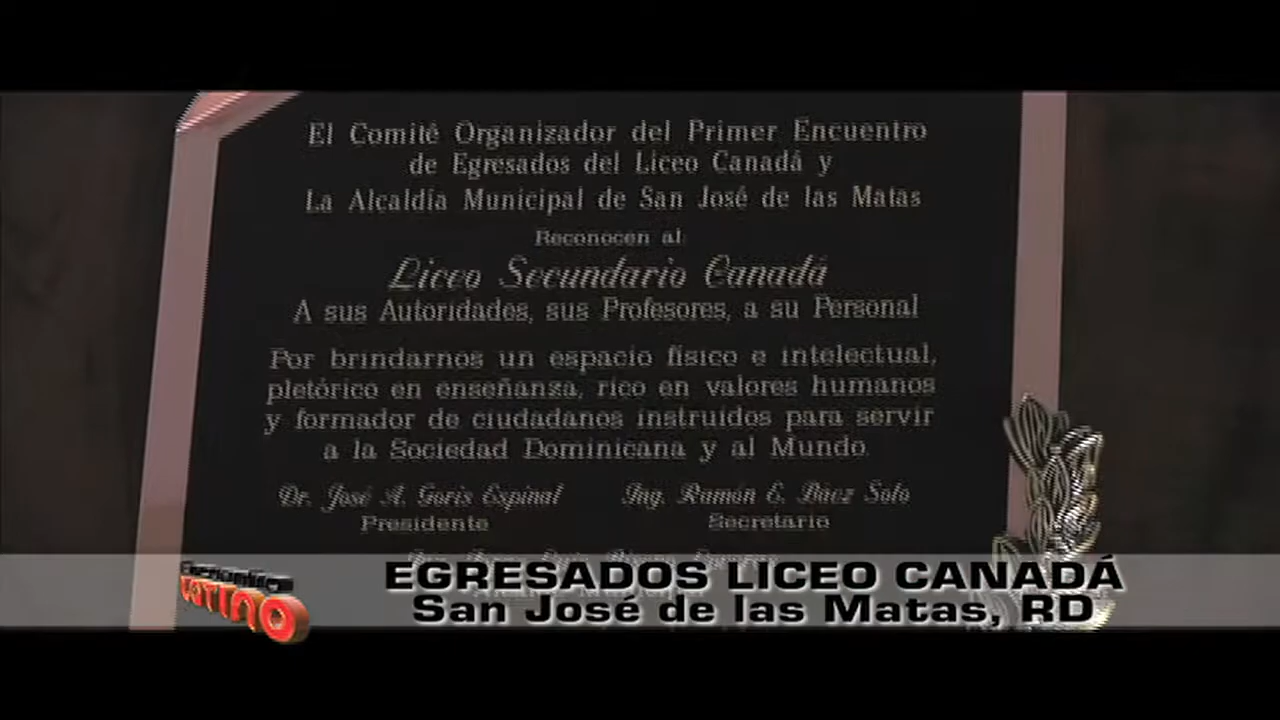 El Comité Organizador del Primer Encuentro
de Egresados del Liceo Canadá y
La Alcaldía Municipal de San José de las Matas
Reconocen al
Liceo Secundario Canadá
A sus Autoridades, sus Profesores, a su Personal
Por brindarnos un espacio físico e intelectual,
pletórico en enseñanza, rico en valores humanos
y formador de ciudadanos instruidos para servir
a la Sociedad Dominicana y al Mundo.
Dr. José A. Goris Espinal
Ing. Ramón E. Báez Solo
Presidente
Secretario
LATINO
EGRESADOS LICEO CANADÁ
San José de las Matas, RD